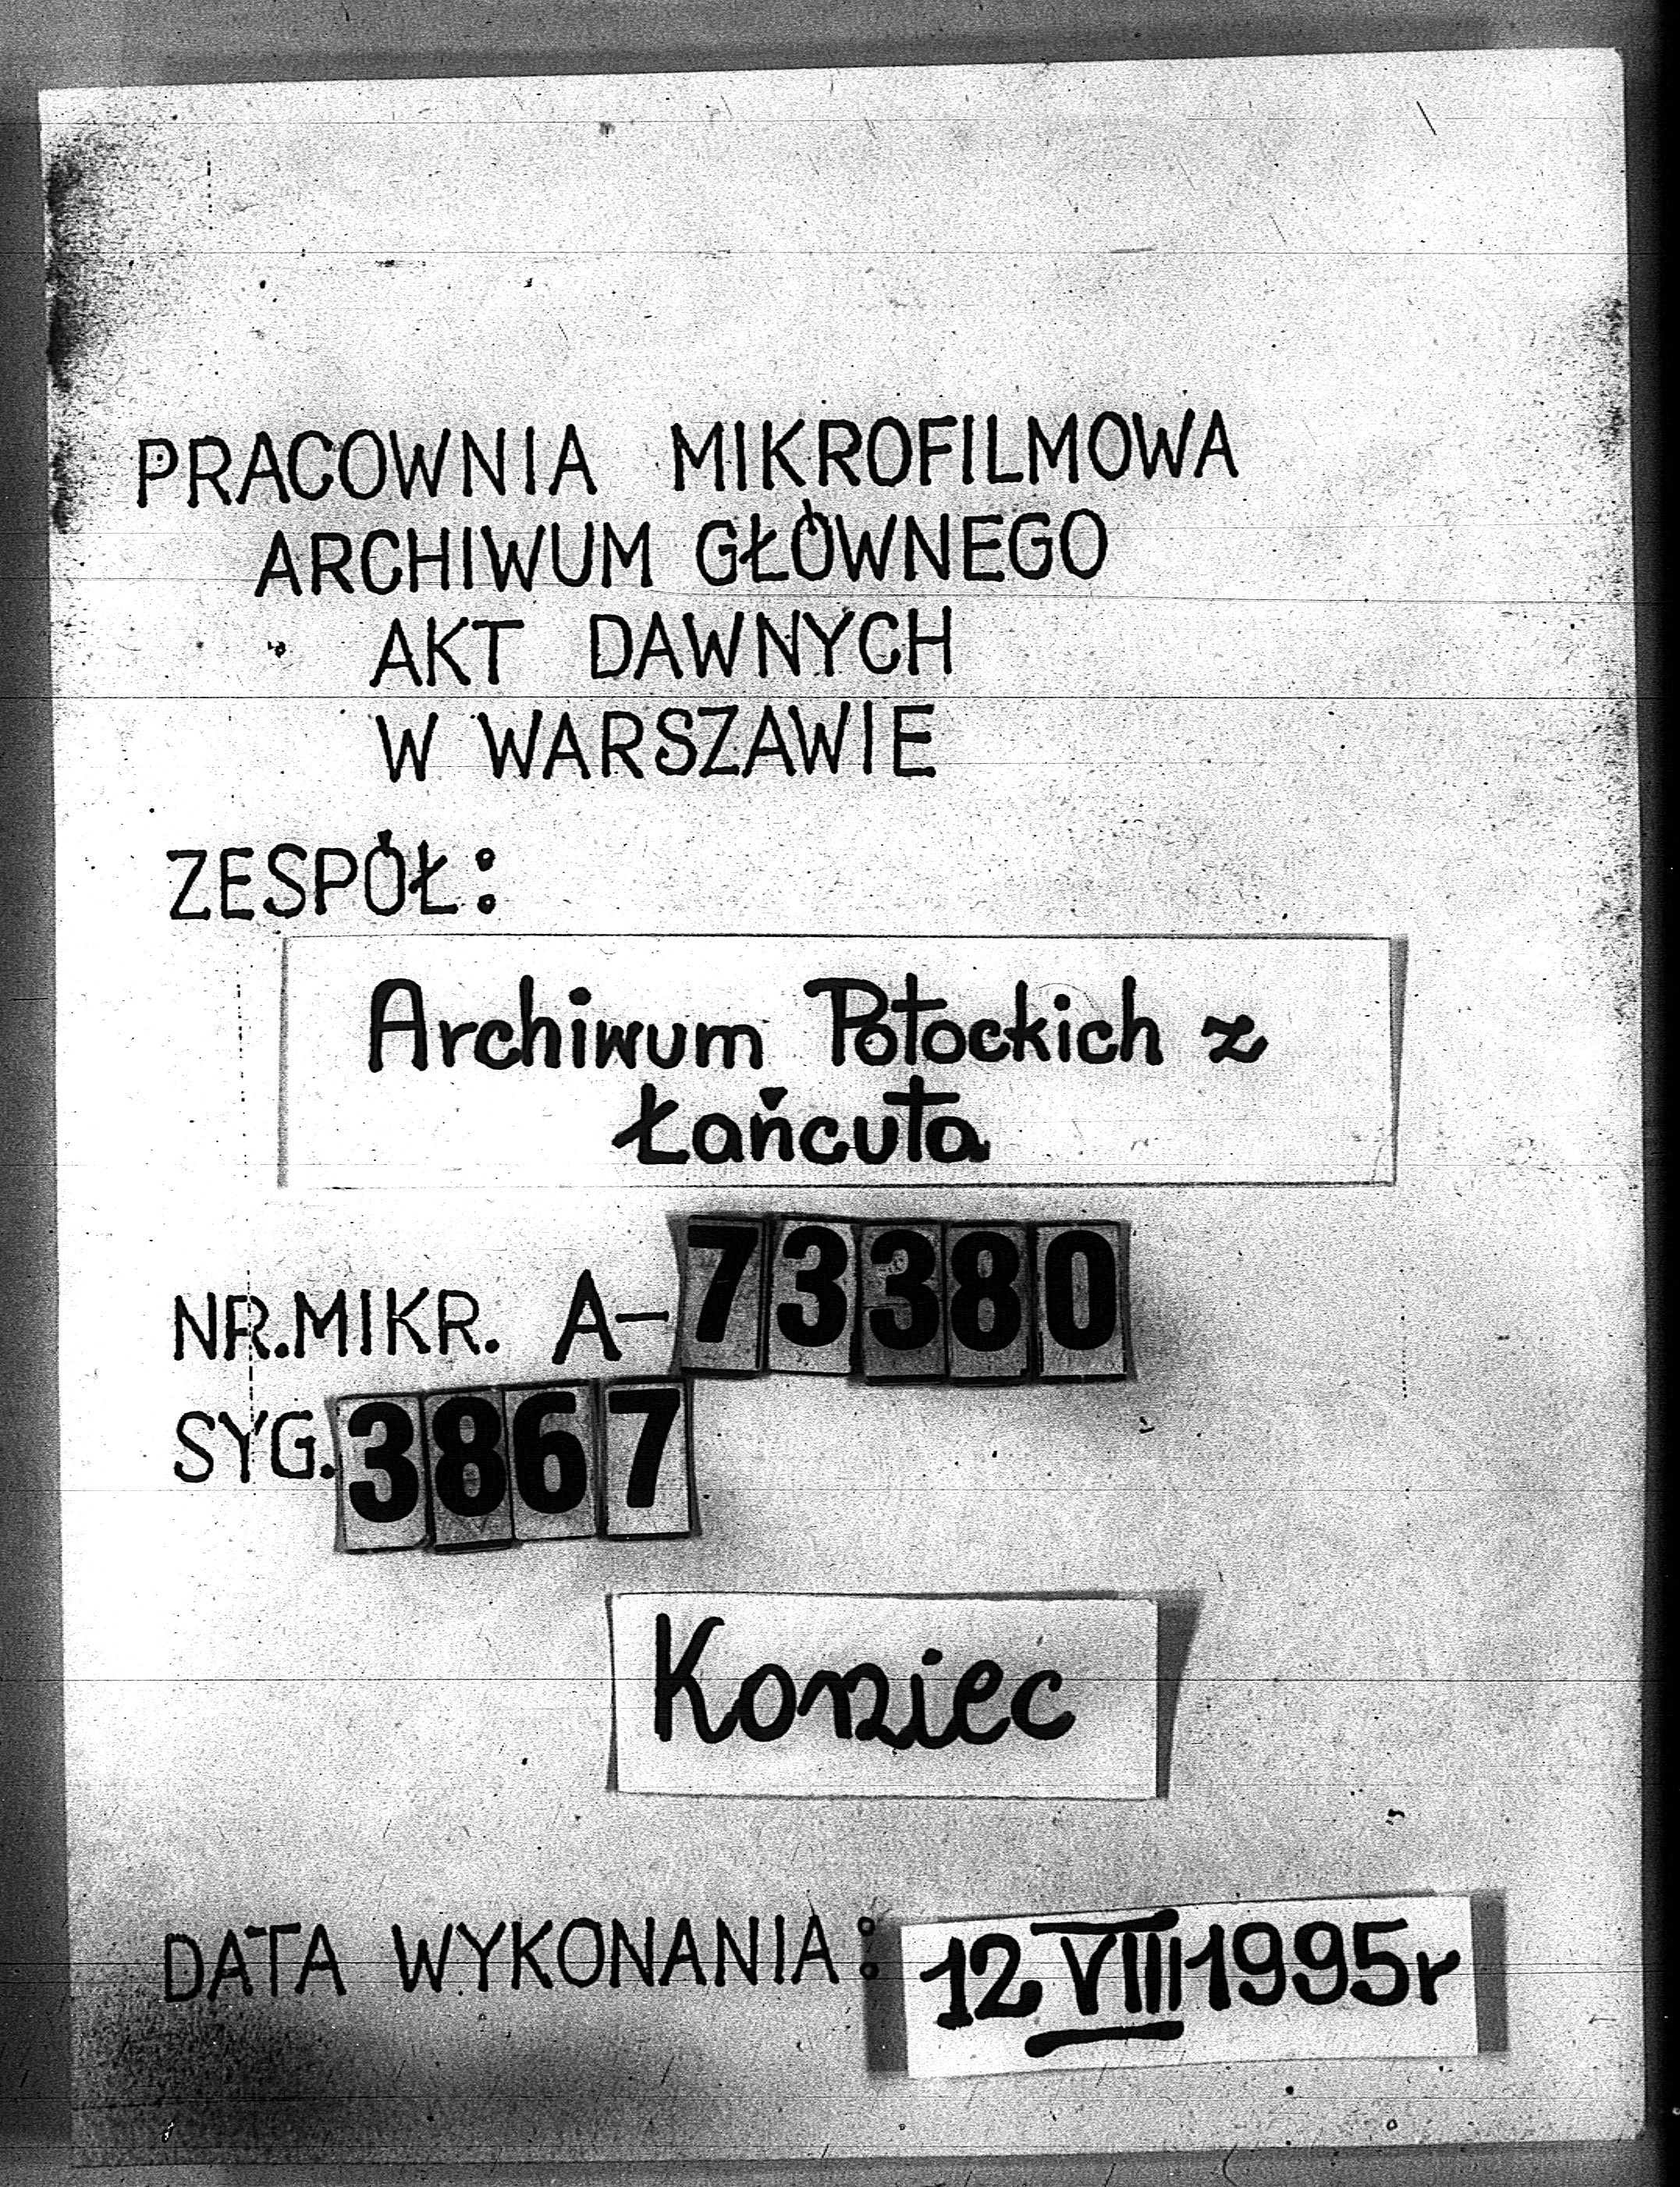 PRACOWNIA MIKROFILMOWA
ARCHIWUM GŁÓWNEGO
AKT DAWNYCH
W WARSZAWIE
ZESPÓŁ:
Archiwum Potockich z
Łańcuta
NR.MIKR. A-73380
SYG. 3867
Koniec
DATA WYKONANIA: 12 VIII 1995r